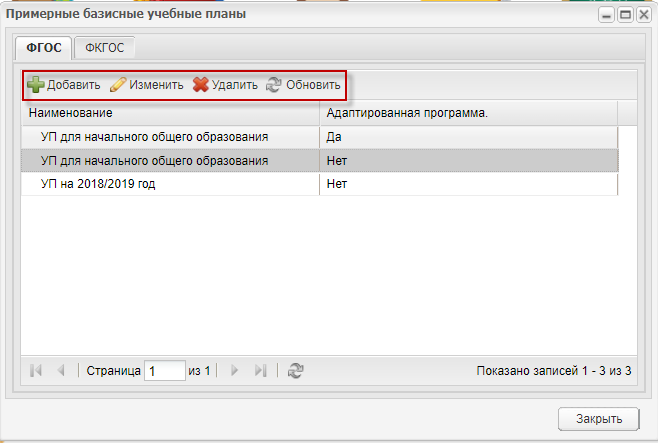 Примерные базисные учебные планы
ФГОС ФКГОС
Добавить Изменить Удалить Обновить
Наименование Адаптированная программа.
УП для начального общего образования Да
УП для начального общего образования Нет
УП на 2018/2019 год Нет
Страница 1 из 1 Показано записей 1 - 3 из 3
Закрыть